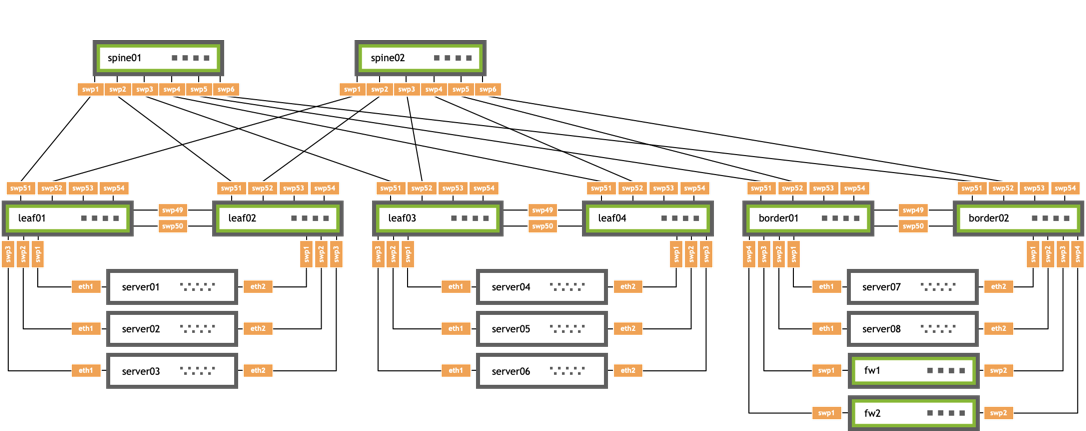 spine01 spine02
swp1 swp2 swp3 swp4 swp5 swp6 swp1 swp2 swp3 swp4 swp5 swp6
swp51 swp52 swp53 swp54 swp51 swp52 swp53 swp54 swp51 swp52 swp53 swp54 swp51 swp52 swp53 swp54 swp51 swp52 swp53 swp54 swp51 swp52 swp53 swp54
swp49 swp49 swp49
leaf01 leaf02 leaf03 leaf04 border01 border02
swp50 swp50 swp50
swp3 swp2 swp1 swp1 swp2 swp3 swp3 swp2 swp1 swp1 swp2 swp3 swp4 swp3 swp2 swp1 swp1 swp2 swp3 swp4
eth1 server01 eth2 eth1 server04 eth2 eth1 server07 eth2
eth1 server02 eth2 eth1 server05 eth2 eth1 server08 eth2
eth1 server03 eth2 eth1 server06 eth2 swp1 fw1 swp2
swp1 fw2 swp2